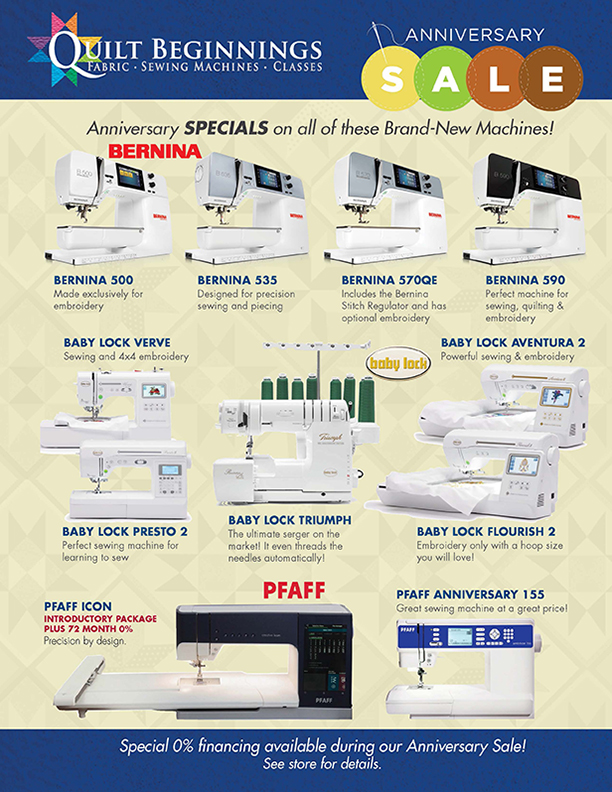 QUILT BEGINNINGS
FABRIC · SEWING MACHINES · CLASSES
ANNIVERSARY
SALE
Anniversary SPECIALS on all of these Brand-New Machines!
BERNINA
BERNINA 500
Made exclusively for
embroidery
BERNINA 535
Designed for precision
sewing and piecing
BERNINA 570QE
Includes the Bernina
Stitch Regulator and has
optional embroidery
BERNINA 590
Perfect machine for
sewing, quilting &
embroidery
BABY LOCK VERVE
Sewing and 4x4 embroidery
baby lock
BABY LOCK AVENTURA 2
Powerful sewing & embroidery
BABY LOCK PRESTO 2
Perfect sewing machine for
learning to sew
Triumph
BABY LOCK TRIUMPH
The ultimate serger on the
market! It even threads the
needles automatically!
BABY LOCK FLOURISH 2
Embroidery only with a hoop size
you will love!
PFAFF
PFAFF ICON
INTRODUCTORY PACKAGE
PLUS 72 MONTH 0%
Precision by design.
PFAFF
PFAFF ANNIVERSARY 155
Great sewing machine at a great price!
PFAFF
Special 0% financing available during our Anniversary Sale!
See store for details.